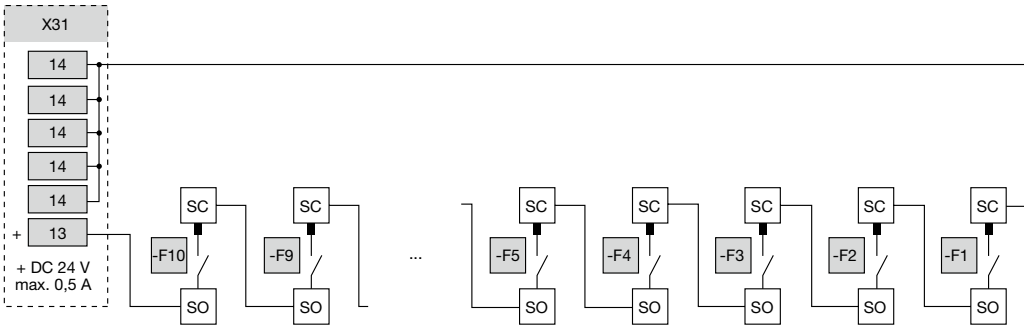 X31
14
14
14
14
14
+ 13
+ DC 24 V
max. 0,5 A
SC SC SC SC SC SC SC
-F10 -F9 ... -F5 -F4 -F3 -F2 -F1
SO SO SO SO SO SO SO